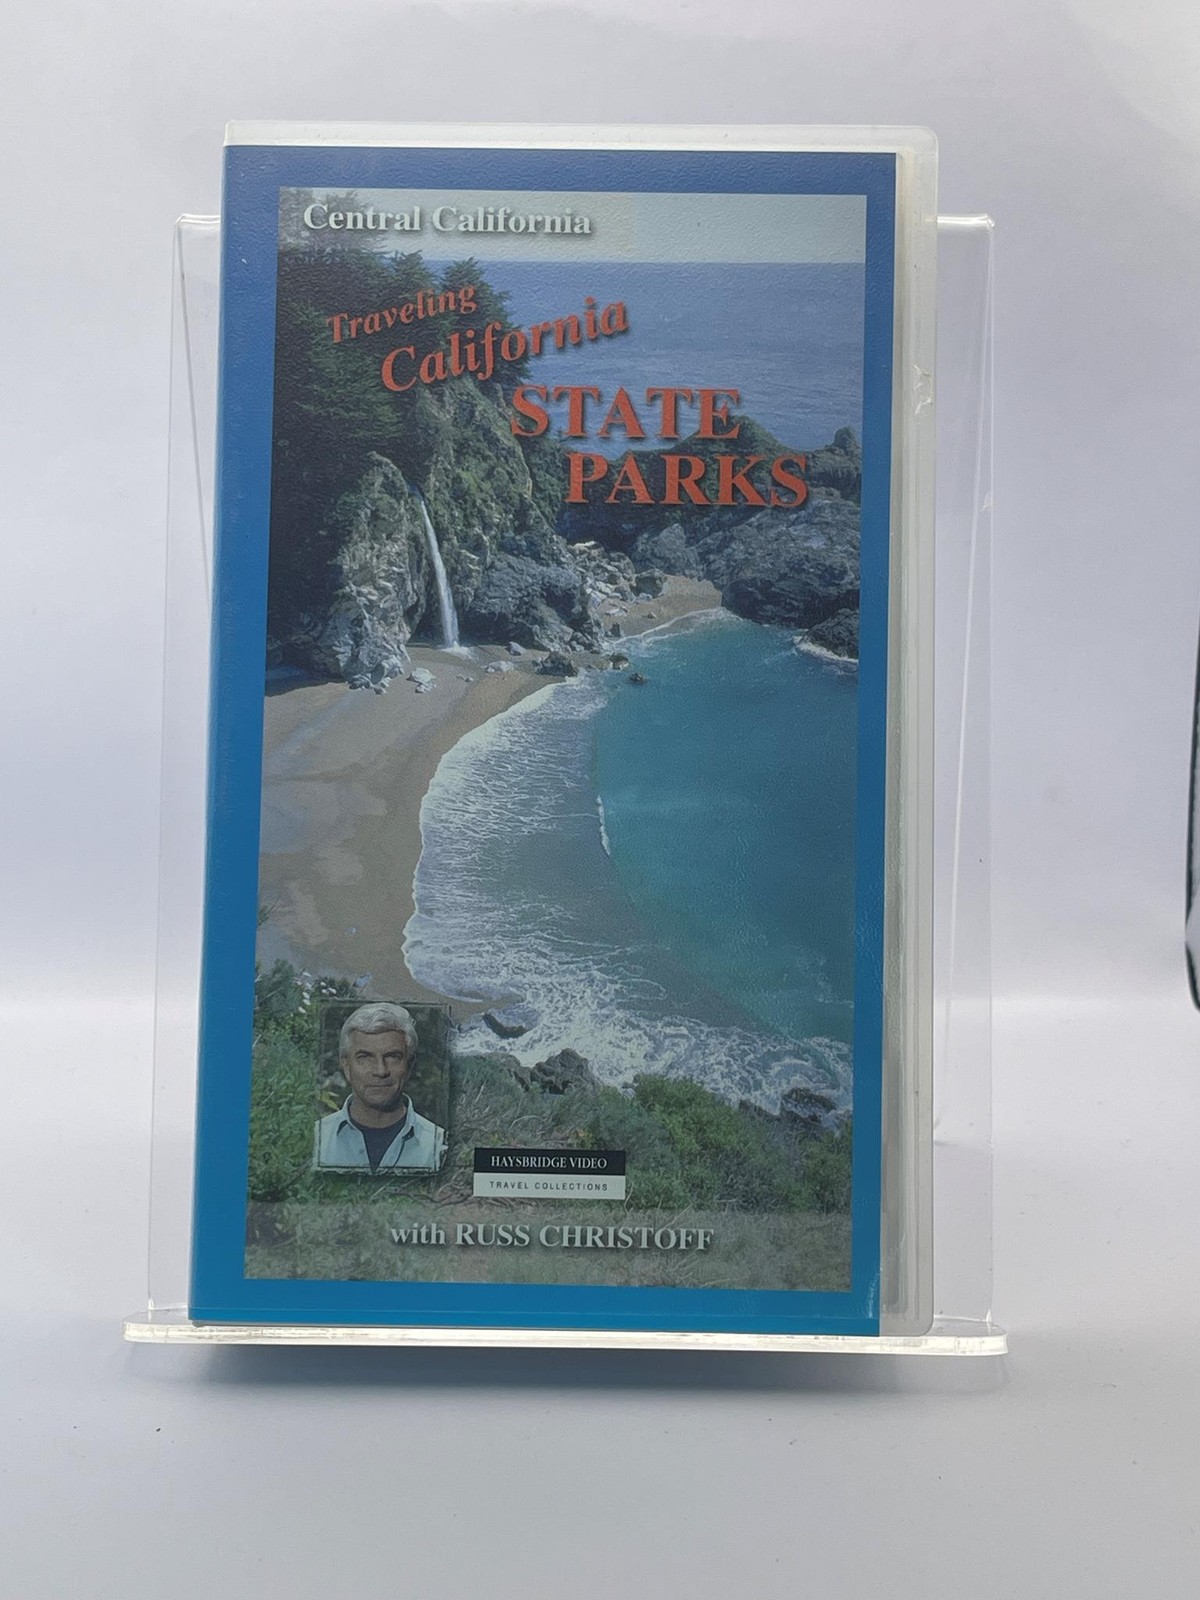 Central California
Traveling
California
STATE
PARKS
HAYSBRIDGE VIDEO
TRAVEL COLLECTIONS
with RUSS CHRISTOFF